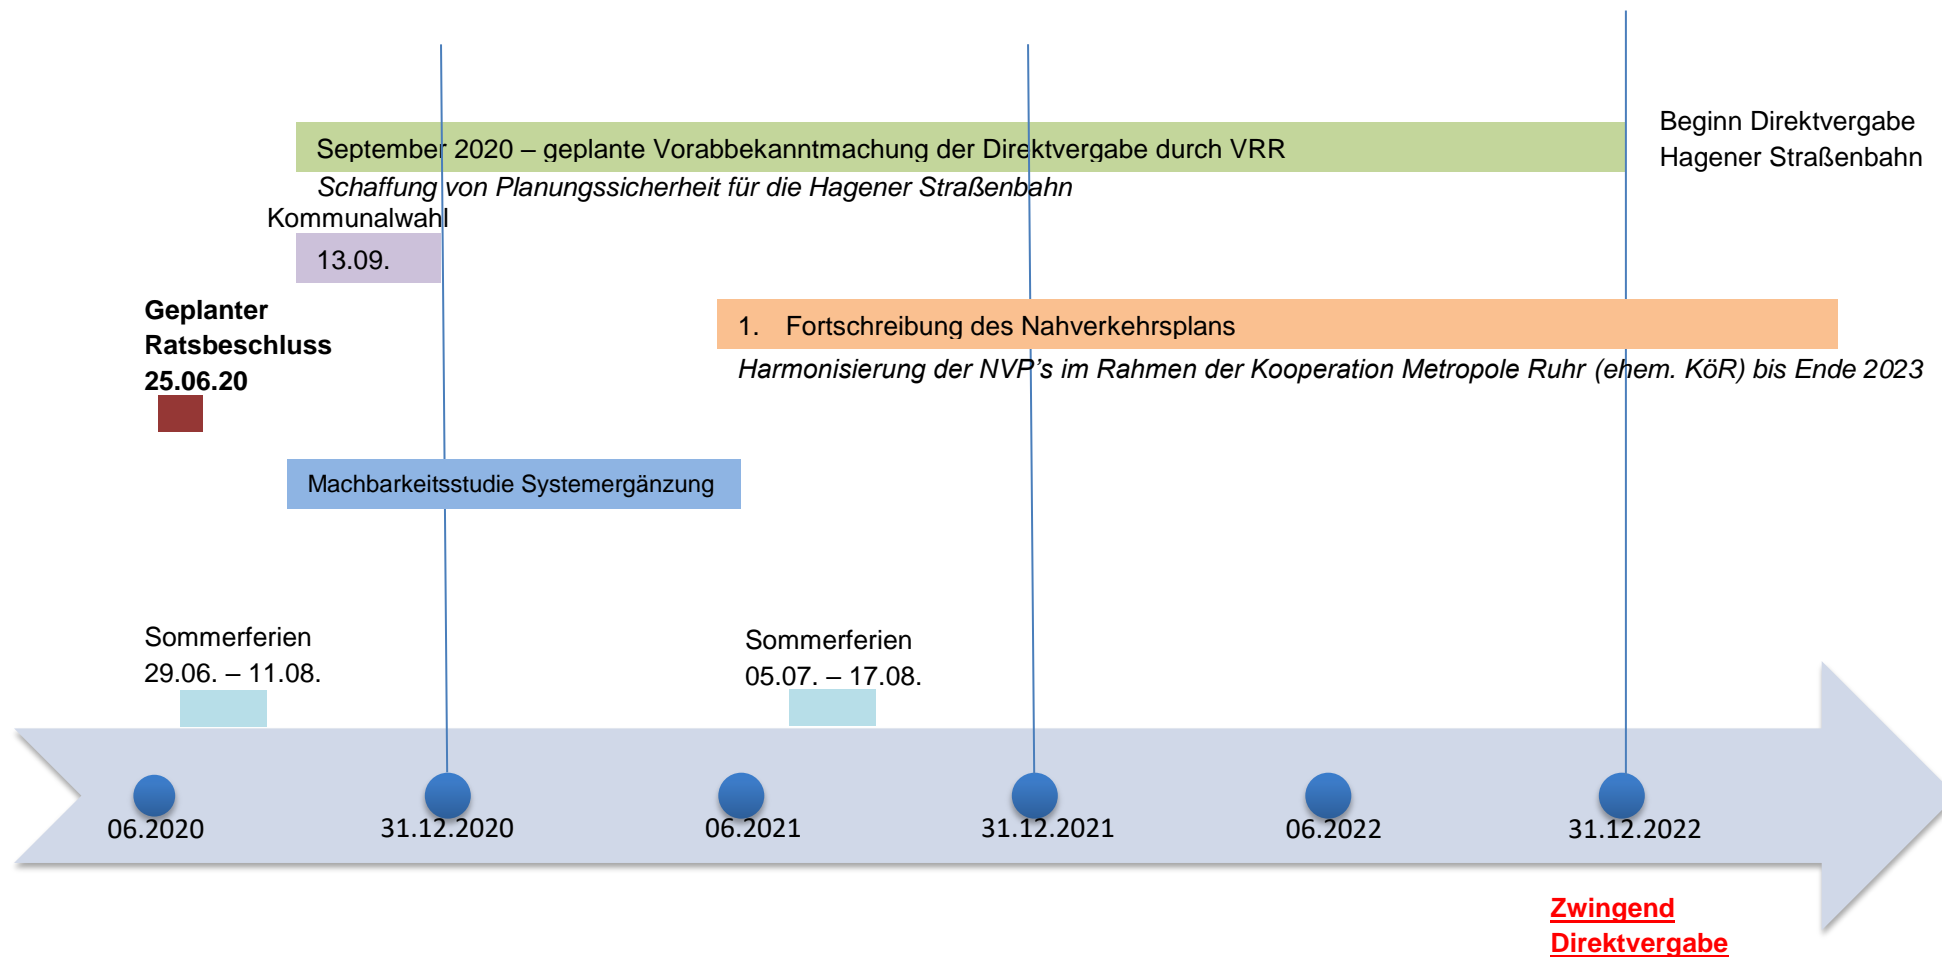 Beginn Direktvergabe
Hagener Straßenbahn
September 2020 – geplante Vorabbekanntmachung der Direktvergabe durch VRR
Schaffung von Planungssicherheit für die Hagener Straßenbahn
Kommunalwahl
13.09.
Geplanter
Ratsbeschluss
25.06.20
1. Fortschreibung des Nahverkehrsplans
Harmonisierung der NVP's im Rahmen der Kooperation Metropole Ruhr (ehem. KöR) bis Ende 2023
Machbarkeitsstudie Systemergänzung
Sommerferien
29.06. – 11.08.
Sommerferien
05.07. – 17.08.
06.2020
31.12.2020
06.2021
31.12.2021
06.2022
31.12.2022
Zwingend
Direktvergabe